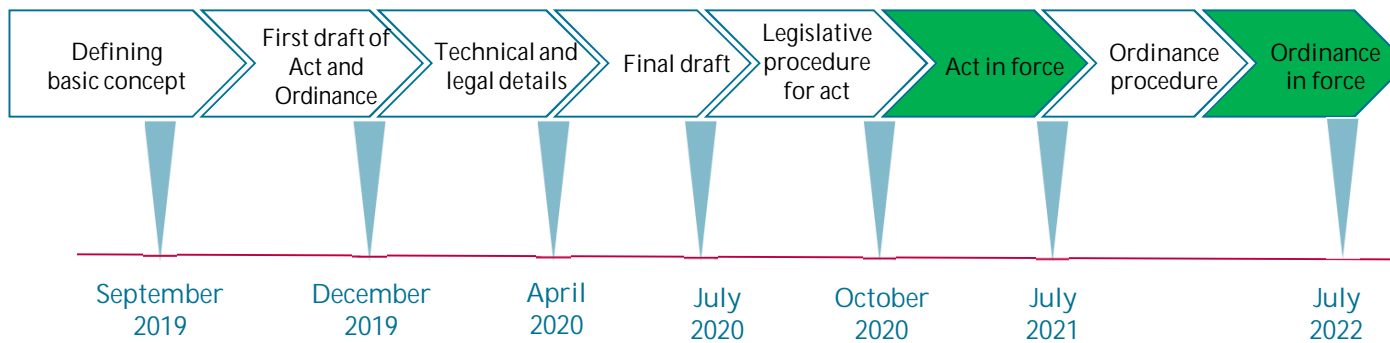 Defining
basic concept
First draft of
Act and
Ordinance
Technical and
legal details
Final draft
Legislative
procedure
for act
Act in force
Ordinance
procedure
Ordinance
in force
September
2019
December
2019
April
2020
July
2020
October
2020
July
2021
July
2022